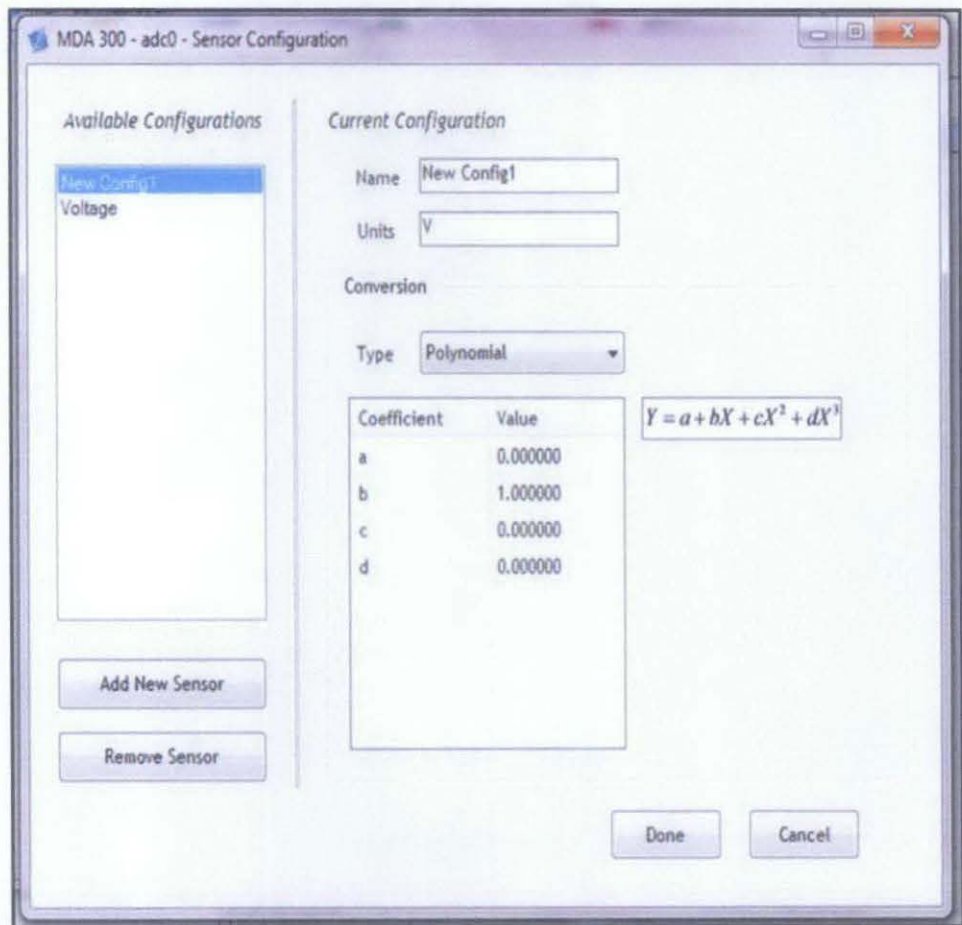 MDA 300 - adc0 - Sensor Configuration
Available Configurations
New Config1
Voltage
Add New Sensor
Remove Sensor
Current Configuration
Name New Config1
Units V
Conversion
Type Polynomial
Coefficient Value
a 0.000000
b 1.000000
c 0.000000
d 0.000000
Y = a + bX + cX² + dX³
Done Cancel